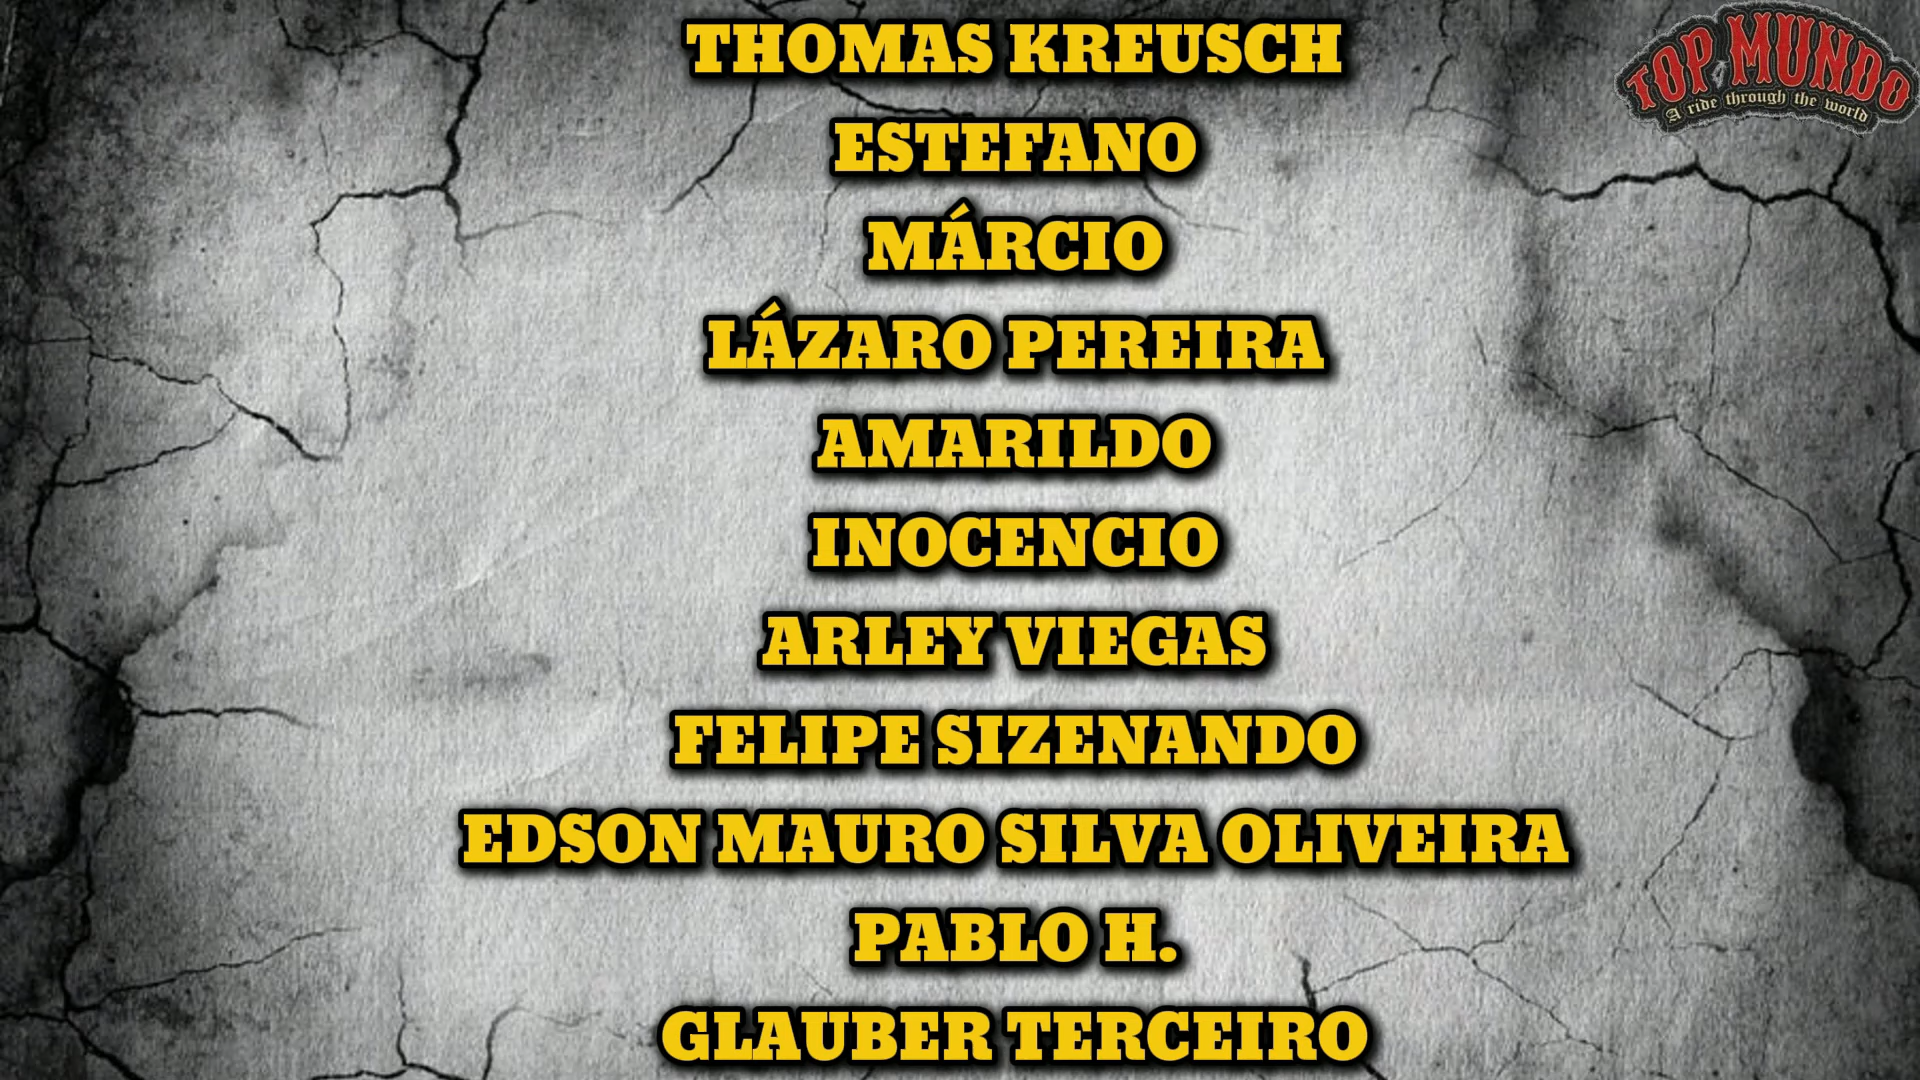 THOMAS KREUSCH
ESTEFANO
MÁRCIO
LÁZARO PEREIRA
AMARILDO
INOCENCIO
ARLEY VIEGAS
FELIPE SIZENANDO
EDSON MAURO SILVA OLIVEIRA
PABLO H.
GLAUBER TERCEIRO
TOP MUNDO
A ride through the world